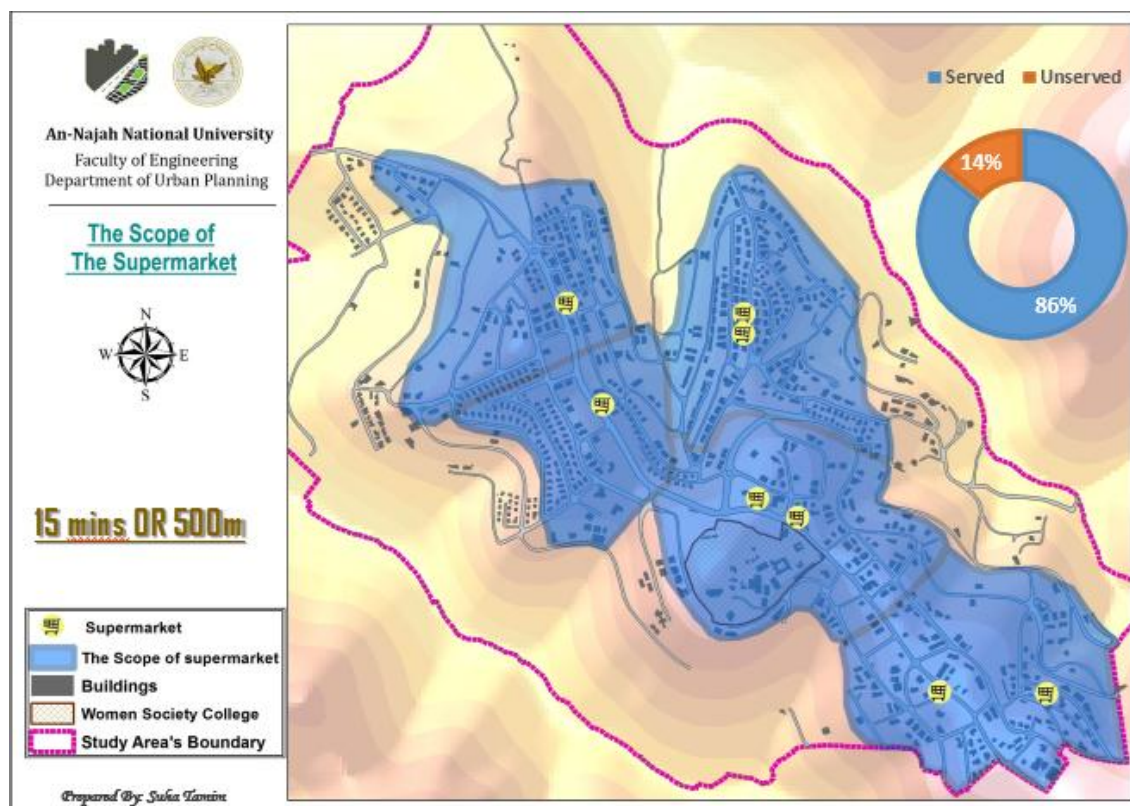 An-Najah National University
Faculty of Engineering
Department of Urban Planning
The Scope of
The Supermarket
N
W
E
S
15 mins OR 500m
Supermarket
The Scope of supermarket
Buildings
Women Society College
Study Area's Boundary
Prepared By: Suha Tamim
Served
Unserved
14%
86%